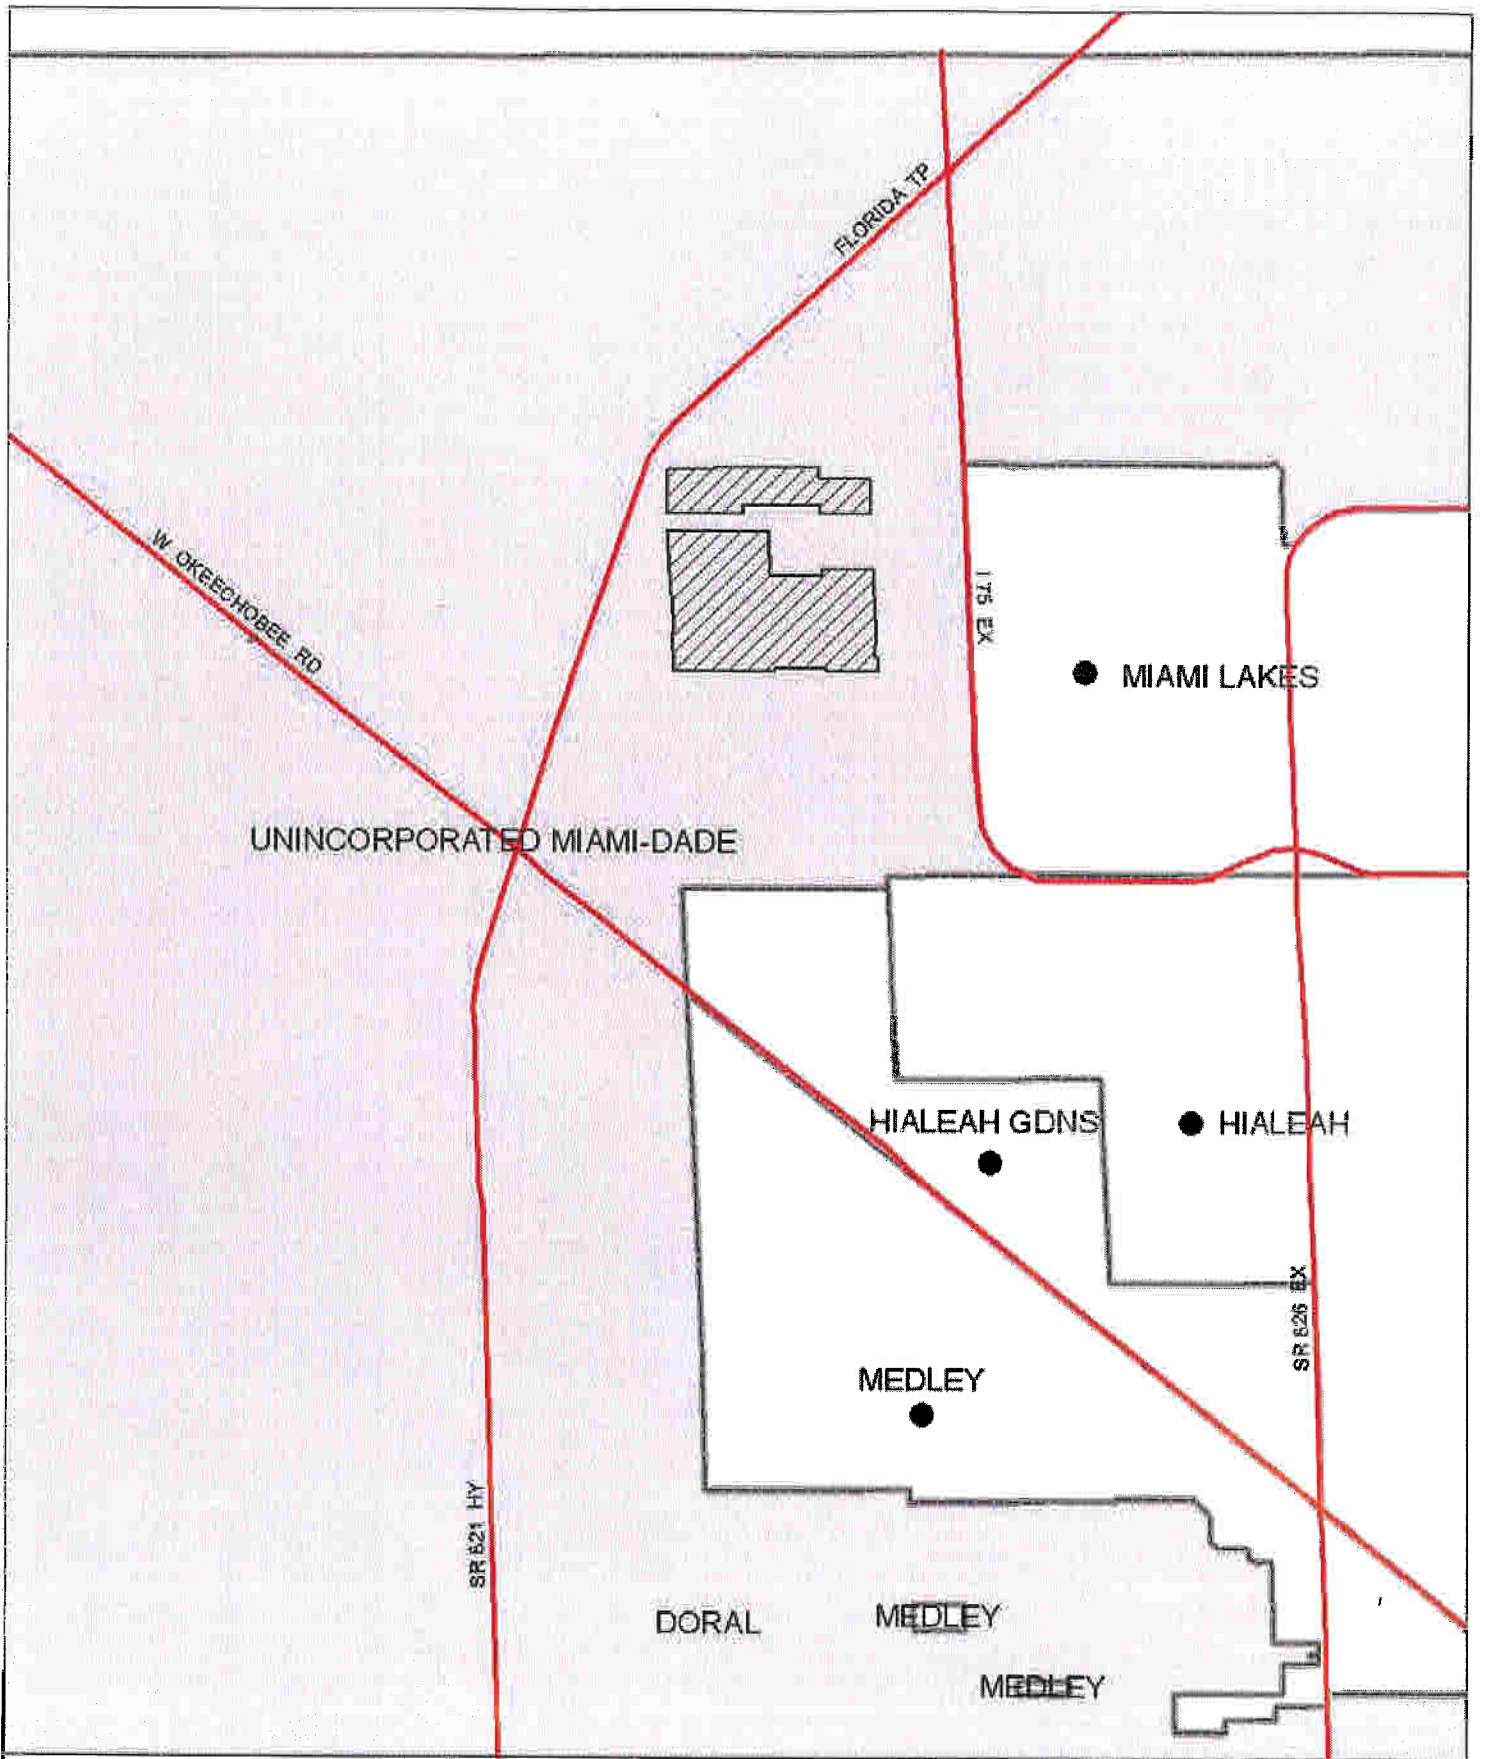 FLORIDA TP
W OKEECHOBEE RD
I 75 EX
MIAMI LAKES
UNINCORPORATED MIAMI-DADE
HIALEAH GDNS
HIALEAH
SR 826 EX
MEDLEY
SR 821 HY
DORAL
MEDLEY
MEDLEY